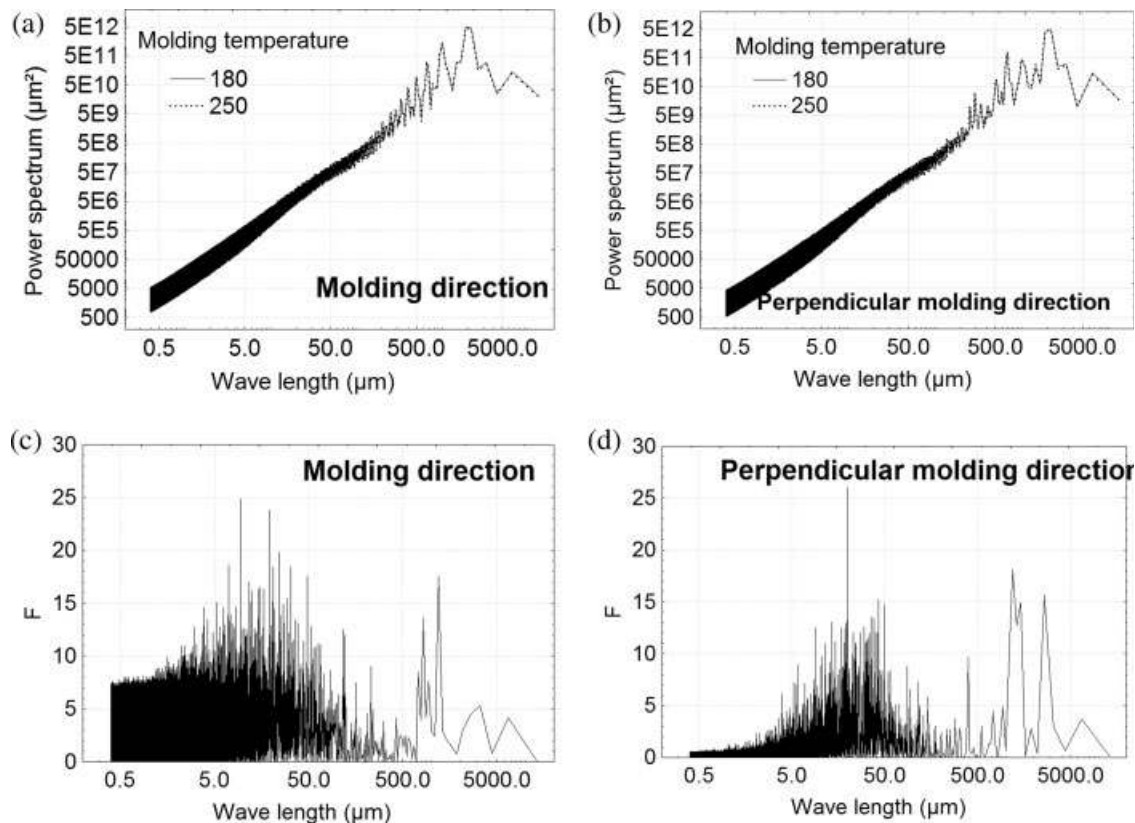 (a)
5E12
5E11
5E10
5E9
5E8
5E7
5E6
5E5
50000
5000
500
Power spectrum (µm²)
Molding temperature
180
250
Molding direction
0.5 5.0 50.0 500.0 5000.0
Wave length (µm)
(b)
5E12
5E11
5E10
5E9
5E8
5E7
5E6
5E5
50000
5000
500
Power spectrum (µm²)
Molding temperature
180
250
Perpendicular molding direction
0.5 5.0 50.0 500.0 5000.0
Wave length (µm)
(c)
30
25
20
15
10
5
0
F
Molding direction
0.5 5.0 50.0 500.0 5000.0
Wave length (µm)
(d)
30
25
20
15
10
5
0
F
Perpendicular molding direction
0.5 5.0 50.0 500.0 5000.0
Wave length (µm)